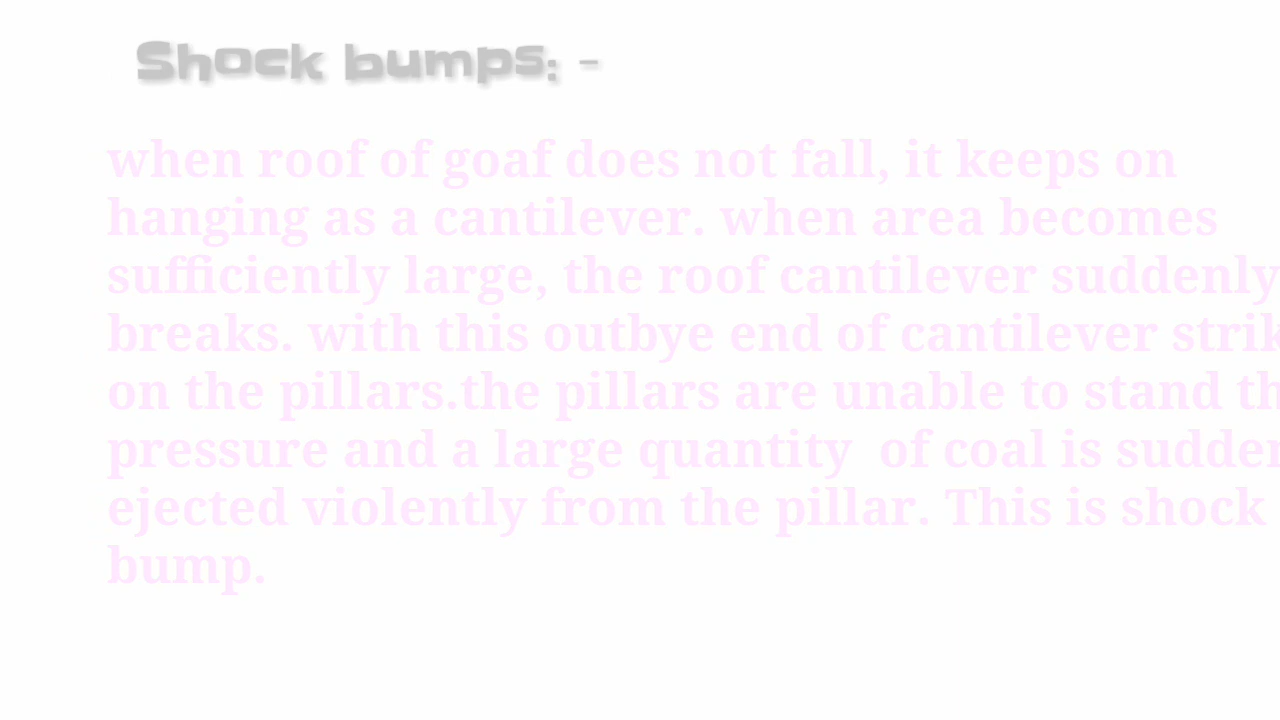 Shock bumps: -
when roof of goaf does not fall, it keeps on
hanging as a cantilever. when area becomes
sufficiently large, the roof cantilever suddenly
breaks. with this outbye end of cantilever
on the pillars.the pillars are unable to stand
pressure and a large quantity of coal is
ejected violently from the pillar. This is shock
bump.